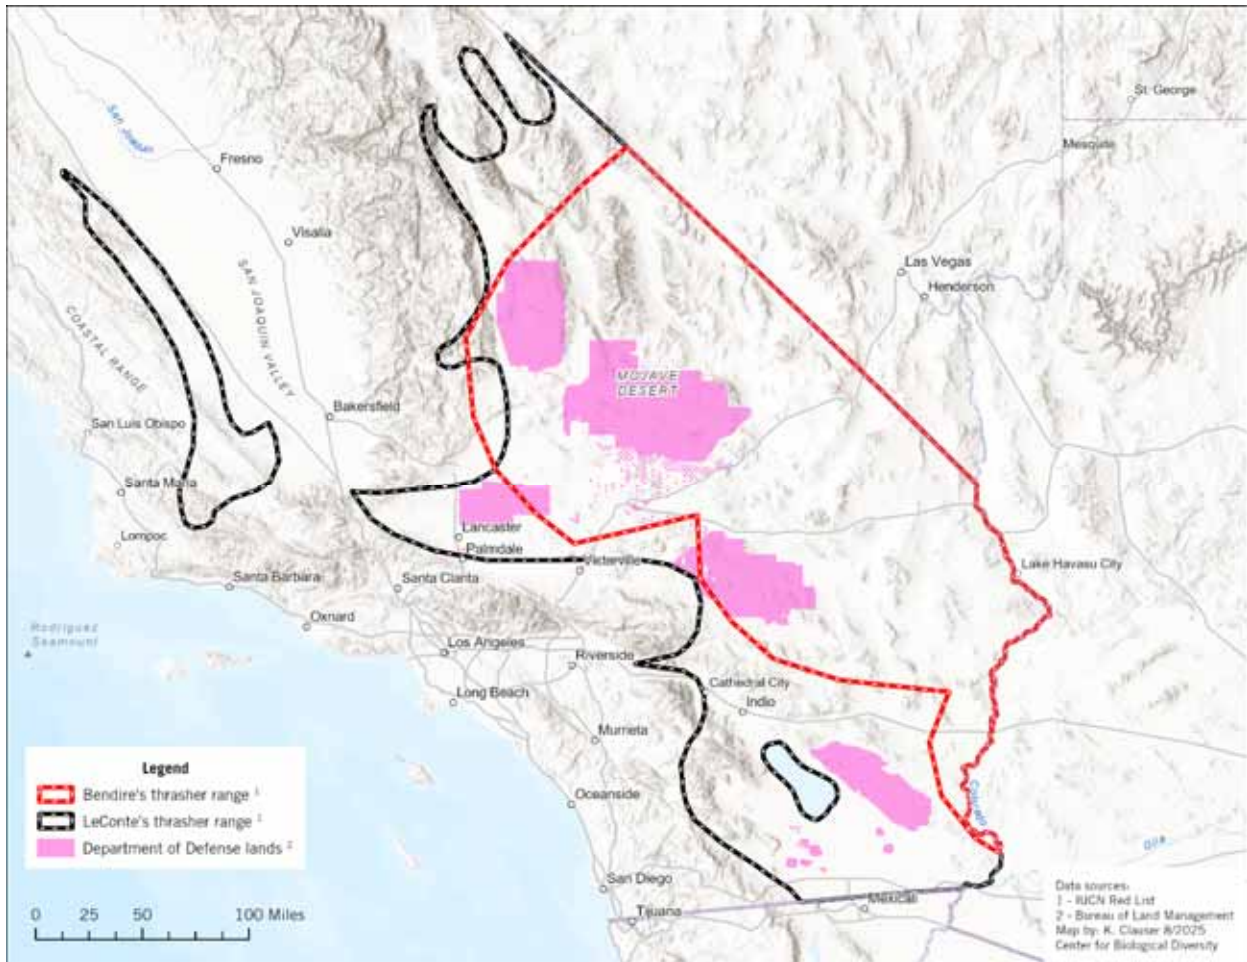 St. George
San Joaquin
Mesquite
Fresno
Visalia
Las Vegas
Henderson
SAN JOAQUIN VALLEY
COASTAL RANGE
MOJAVE
DESERT
Bakersfield
San Luis Obispo
Santa Maria
Lancaster
Lompoc
Palmdale
Victorville
Lake Havasu City
Santa Barbara
Santa Clarita
Oxnard
Rodriguez
Seamount
Los Angeles
Riverside
Cathedral City
Long Beach
Indio
Murrieta
Colorado
Oceanside
Gila
San Diego
Mexicali
Tijuana
Legend
Bendire's thrasher range 1
LeConte's thrasher range 1
Department of Defense lands 2
0 25 50 100 Miles
Data sources:
1 - IUCN Red List
2 - Bureau of Land Management
Map by: K. Clauser 8/2025
Center for Biological Diversity